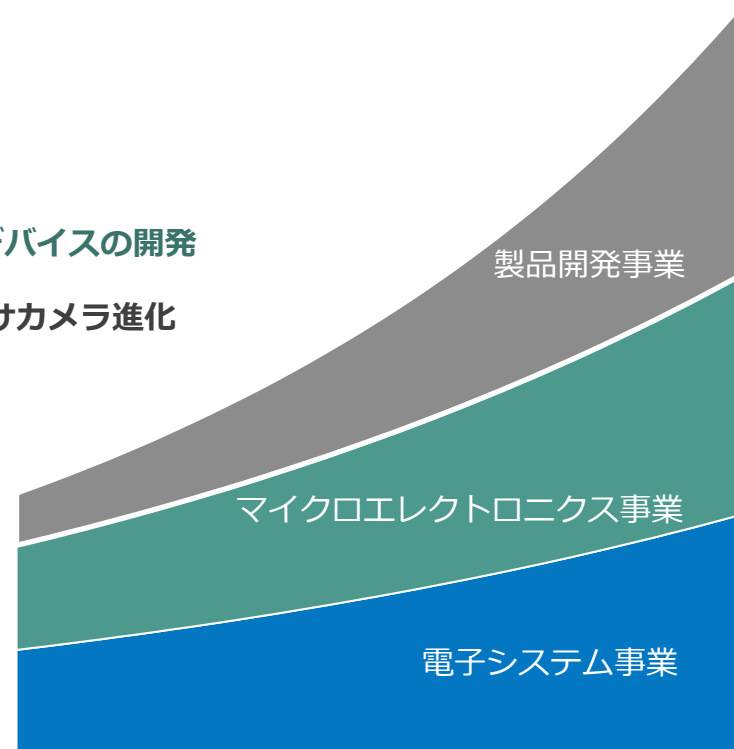 デバイスの開発
製品開発事業
サカメラ進化
マイクロエレクトロニクス事業
電子システム事業